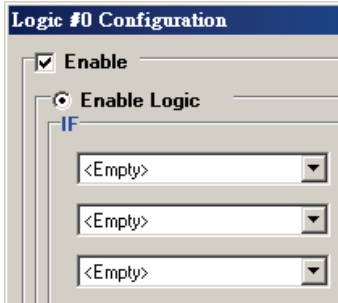 Logic #0 Configuration
Enable
Enable Logic
IF
<Empty>
<Empty>
<Empty>